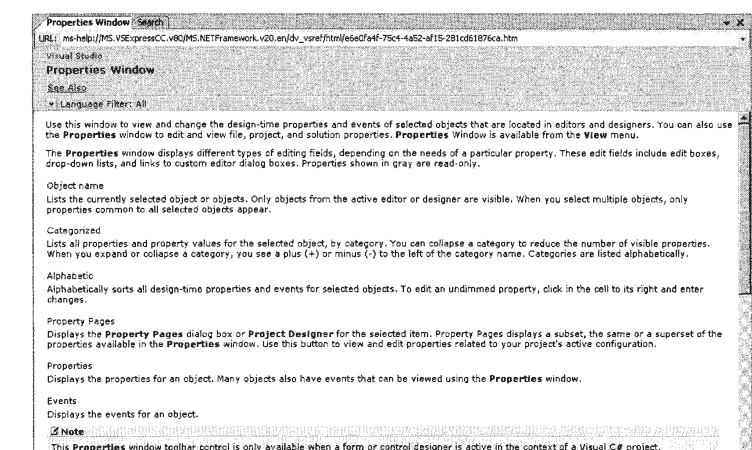 Properties Window Search
URL: ms-help://MS.VSExpressCC.v80/MS.NETFramework.v20.en/dv_vsref/html/e6e0fa4f-75c4-4a52-af15-281cd61876ca.htm
Visual Studio
Properties Window
See Also
Language Filter: All
Use this window to view and change the design-time properties and events of selected objects that are located in editors and designers. You can also use
the Properties window to edit and view file, project, and solution properties. Properties Window is available from the View menu.
The Properties window displays different types of editing fields, depending on the needs of a particular property. These edit fields include edit boxes,
drop-down lists, and links to custom editor dialog boxes. Properties shown in gray are read-only.
Object name
Lists the currently selected object or objects. Only objects from the active editor or designer are visible. When you select multiple objects, only
properties common to all selected objects appear.
Categorized
Lists all properties and property values for the selected object, by category. You can collapse a category to reduce the number of visible properties.
When you expand or collapse a category, you see a plus (+) or minus (-) to the left of the category name. Categories are listed alphabetically.
Alphabetic
Alphabetically sorts all design-time properties and events for selected objects. To edit an undimmed property, click in the cell to its right and enter
changes.
Property Pages
Displays the Property Pages dialog box or Project Designer for the selected item. Property Pages displays a subset, the same or a superset of the
properties available in the Properties window. Use this button to view and edit properties related to your project's active configuration.
Properties
Displays the properties for an object. Many objects also have events that can be viewed using the Properties window.
Events
Displays the events for an object.
Note
This Properties window toolbar control is only available when a form or control designer is active in the context of a Visual C# project.